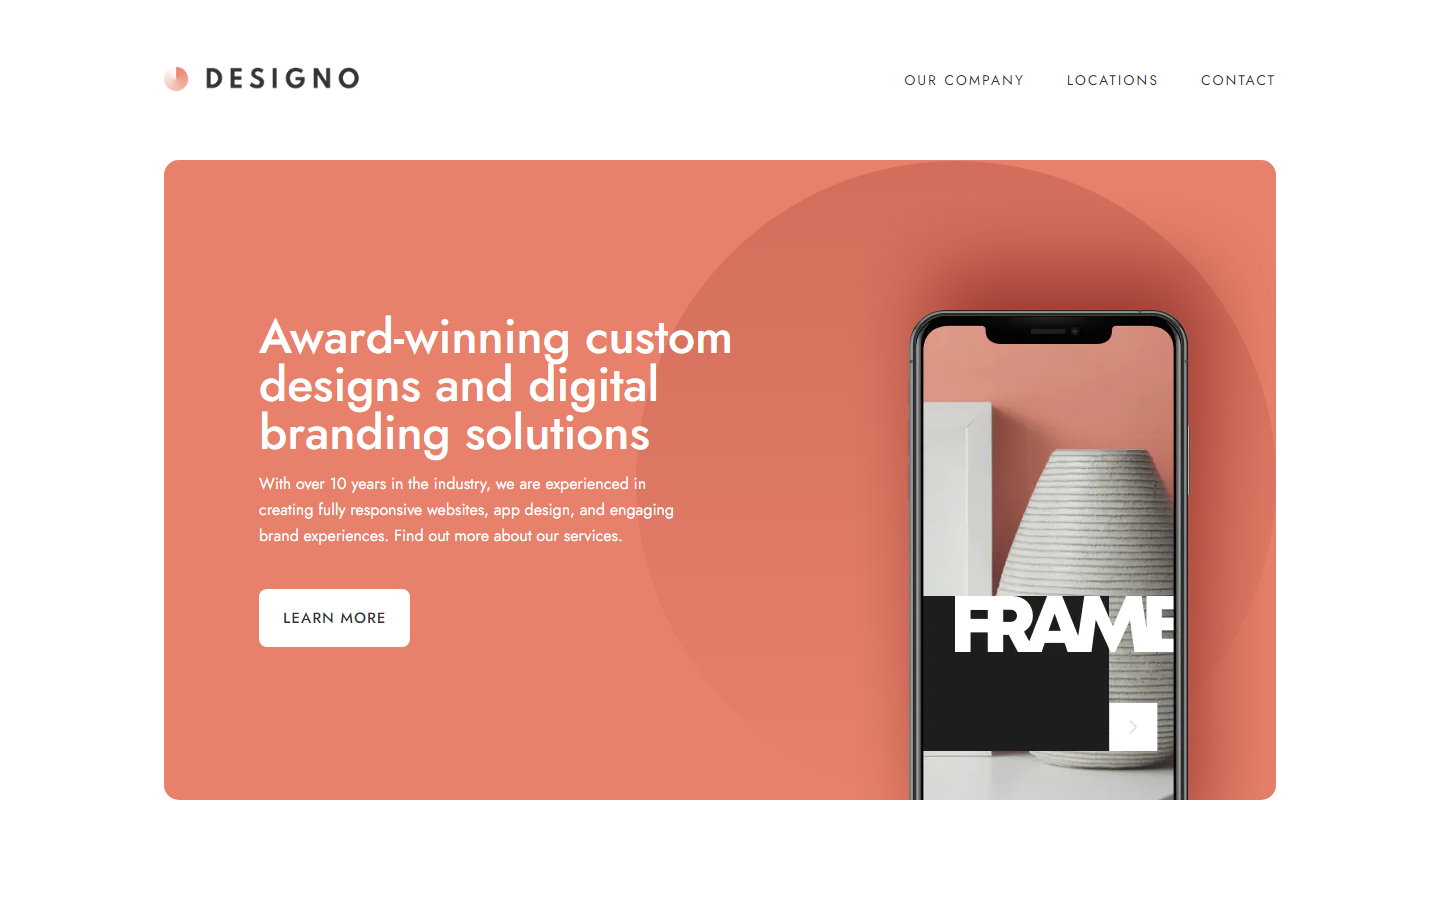 DESIGNO
OUR COMPANY LOCATIONS CONTACT
Award-winning custom
designs and digital
branding solutions
With over 10 years in the industry, we are experienced in
creating fully responsive websites, app design, and engaging
brand experiences. Find out more about our services.
LEARN MORE
FRAME